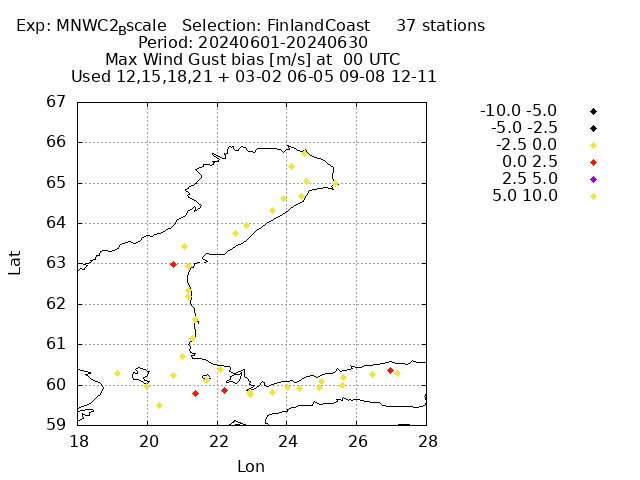 Exp: MNWC2Bscale Selection: FinlandCoast 37 stations
Period: 20240601-20240630
Max Wind Gust bias [m/s] at 00 UTC
Used 12,15,18,21 + 03-02 06-05 09-08 12-11
-10.0 -5.0
-5.0 -2.5
-2.5 0.0
0.0 2.5
2.5 5.0
5.0 10.0
67
66
65
64
63
62
61
60
59
Lat
18 20 22 24 26 28
Lon